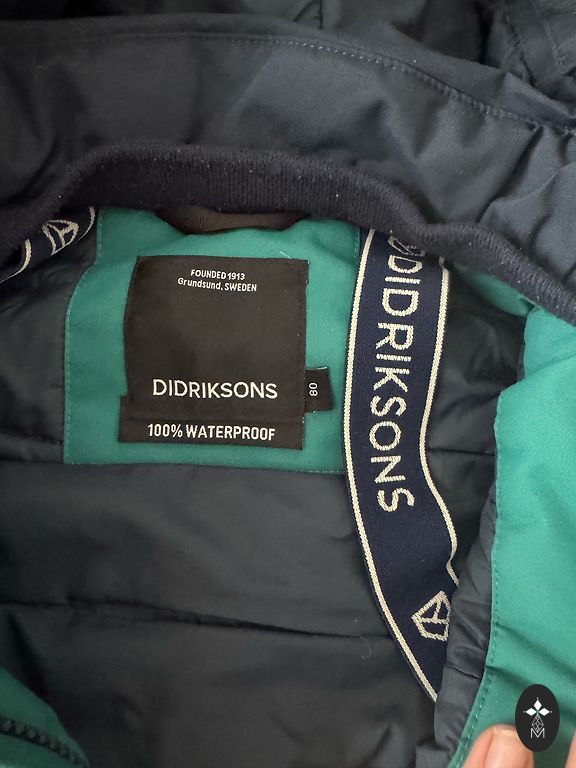 FOUNDED 1913
Grundsund, SWEDEN
DIDRIKSONS
80
100% WATERPROOF
DIDRIKSONS
M